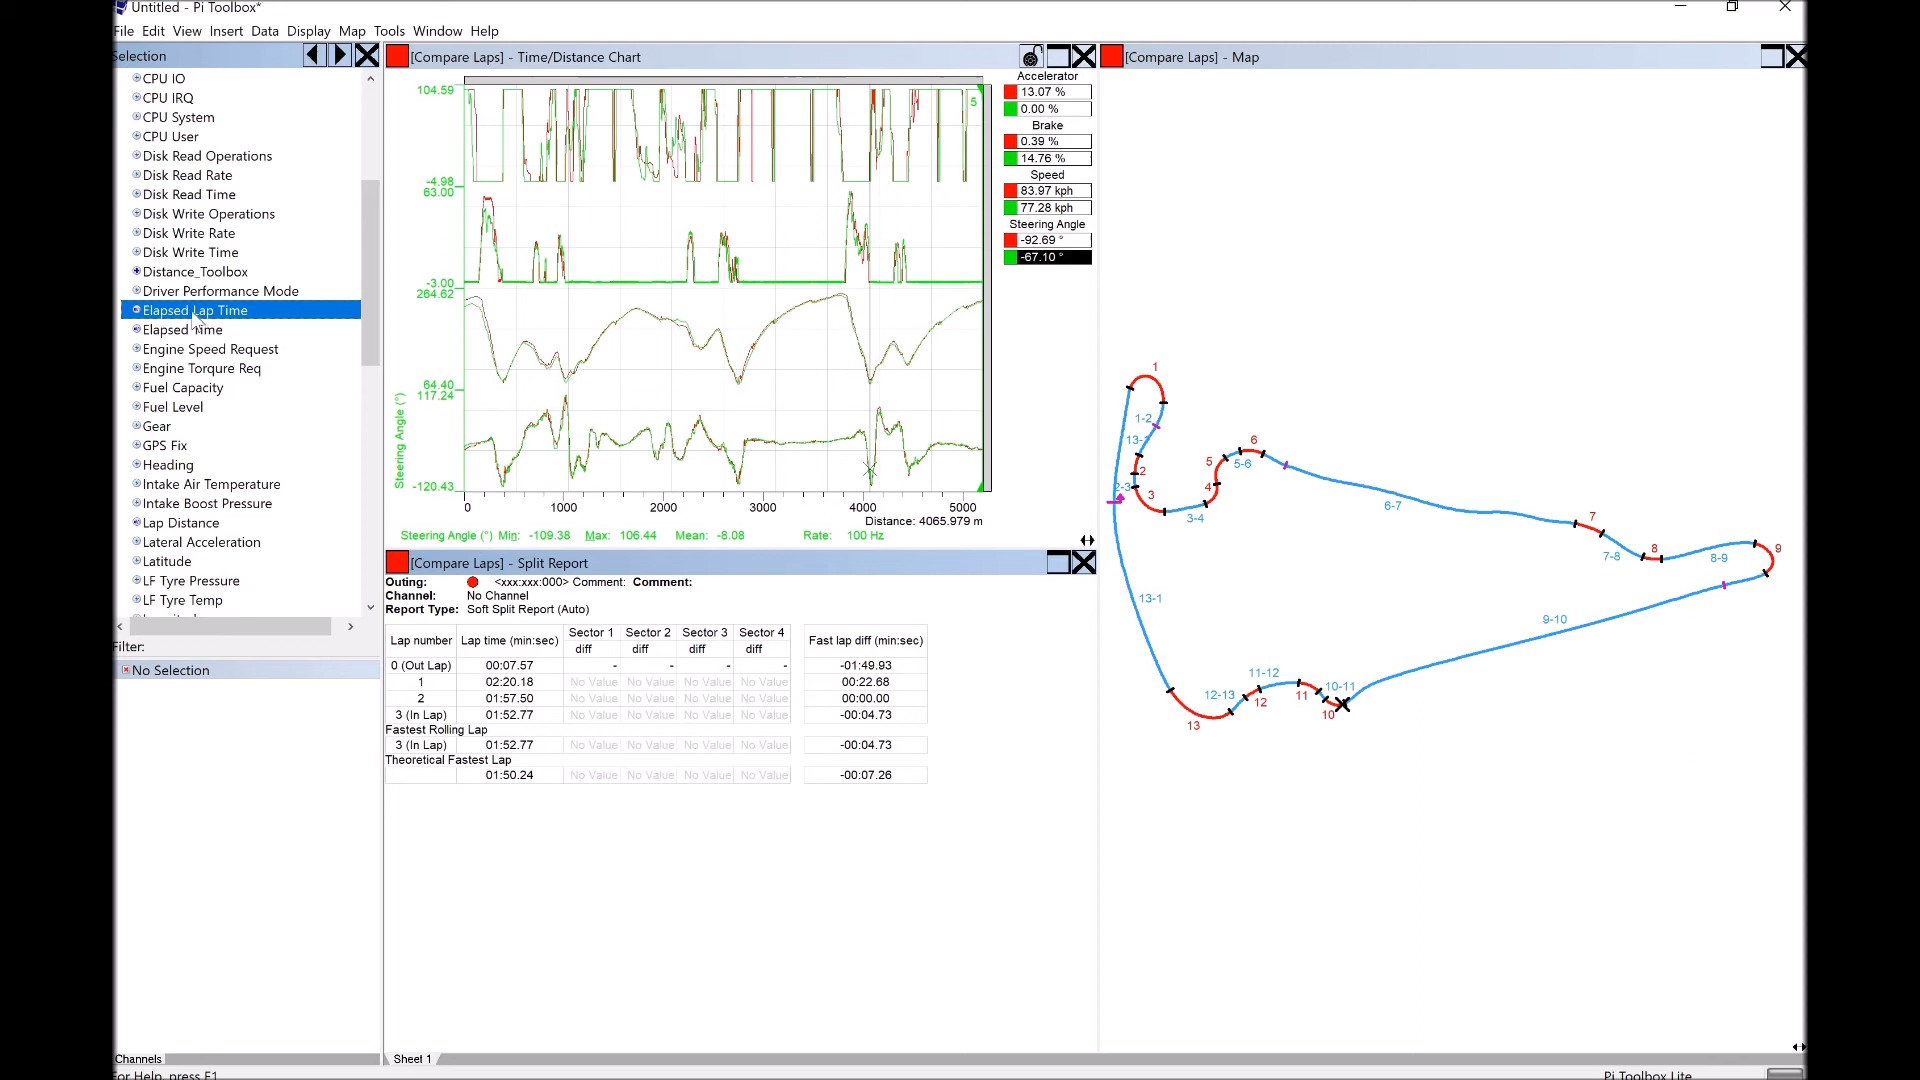 Untitled - Pi Toolbox*
File Edit View Insert Data Display Map Tools Window Help
Selection
CPU IO
CPU IRQ
CPU System
CPU User
Disk Read Operations
Disk Read Rate
Disk Read Time
Disk Write Operations
Disk Write Rate
Disk Write Time
Distance_Toolbox
Driver Performance Mode
Elapsed Lap Time
Elapsed Time
Engine Speed Request
Engine Torqure Req
Fuel Capacity
Fuel Level
Gear
GPS Fix
Heading
Intake Air Temperature
Intake Boost Pressure
Lap Distance
Lateral Acceleration
Latitude
LF Tyre Pressure
LF Tyre Temp
Filter:
No Selection
Channels
For Help, press F1
[Compare Laps] - Time/Distance Chart
104.59
5
-4.98
63.00
-3.00
264.62
64.40
117.24
Steering Angle (°)
-120.43
0 1000 2000 3000 4000 5000
Distance: 4065.979 m
Steering Angle (°) Min: -109.38 Max: 106.44 Mean: -8.08 Rate: 100 Hz
Accelerator
13.07 %
0.00 %
Brake
0.39 %
14.76 %
Speed
83.97 kph
77.28 kph
Steering Angle
-92.69 °
-67.10 °
[Compare Laps] - Split Report
Outing: <xxx:xxx:000> Comment: Comment:
Channel: No Channel
Report Type: Soft Split Report (Auto)
Lap number Lap time (min:sec) Sector 1 diff Sector 2 diff Sector 3 diff Sector 4 diff Fast lap diff (min:sec)
0 (Out Lap) 00:07.57 - - - - -01:49.93
1 02:20.18 No Value No Value No Value No Value 00:22.68
2 01:57.50 No Value No Value No Value No Value 00:00.00
3 (In Lap) 01:52.77 No Value No Value No Value No Value -00:04.73
Fastest Rolling Lap
3 (In Lap) 01:52.77 No Value No Value No Value No Value -00:04.73
Theoretical Fastest Lap
01:50.24 No Value No Value No Value No Value -00:07.26
Sheet 1
[Compare Laps] - Map
1
1-2
13-1
2
2-3
3
3-4
4
5
5-6
6
6-7
7
7-8
8
8-9
9
9-10
13-1
10-11
11-12
12-13
11
12
10
13
Pi Toolbox Lite